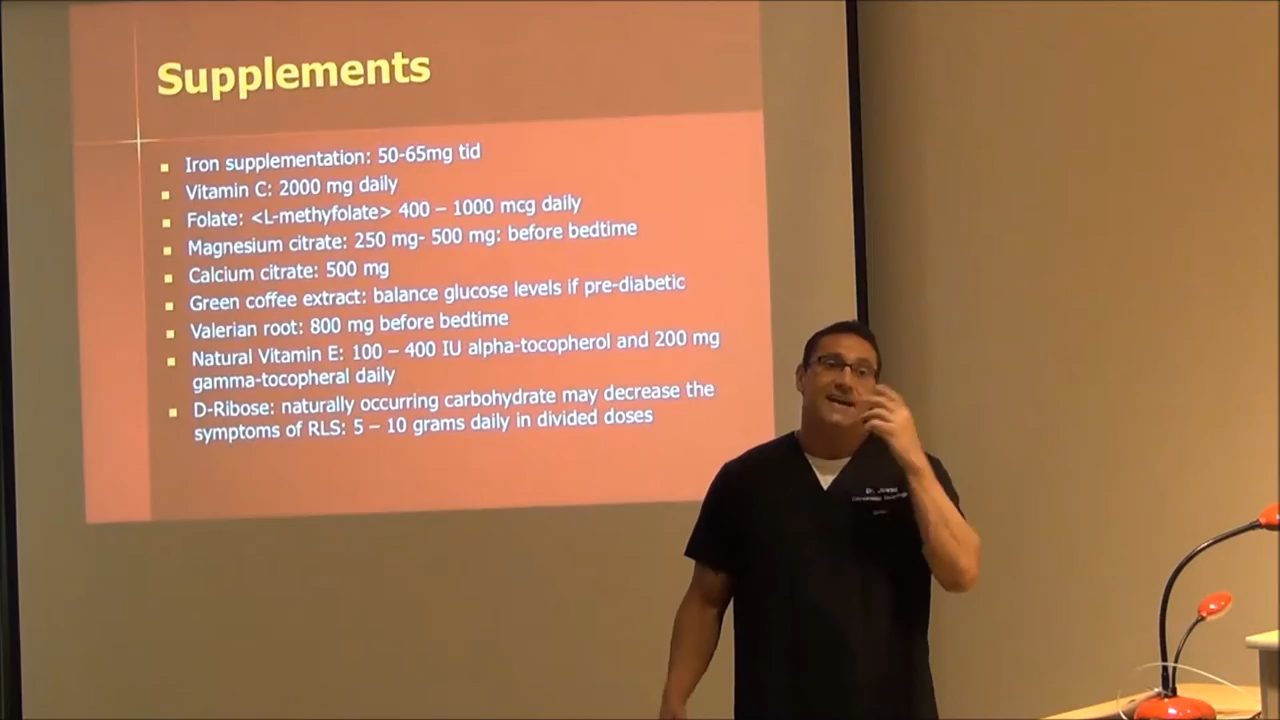 Supplements
Iron supplementation: 50-65mg tid
Vitamin C: 2000 mg daily
Folate: <L-methyfolate> 400 – 1000 mcg daily
Magnesium citrate: 250 mg- 500 mg: before bedtime
Calcium citrate: 500 mg
Green coffee extract: balance glucose levels if pre-diabetic
Valerian root: 800 mg before bedtime
Natural Vitamin E: 100 – 400 IU alpha-tocopherol and 200 mg
gamma-tocopheral daily
D-Ribose: naturally occurring carbohydrate may decrease the
symptoms of RLS: 5 – 10 grams daily in divided doses
Dr.